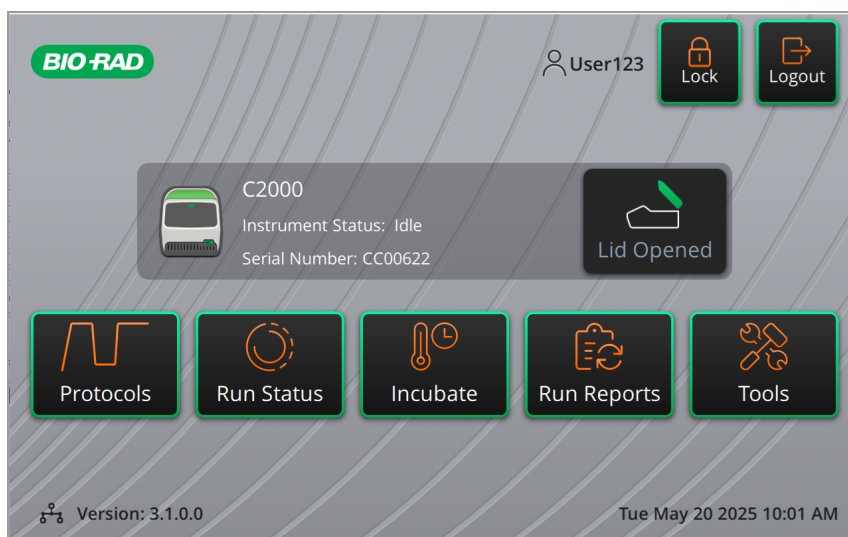 BIO-RAD
User123
Lock
Logout
C2000
Instrument Status: Idle
Serial Number: CC00622
Lid Opened
Protocols
Run Status
Incubate
Run Reports
Tools
Version: 3.1.0.0
Tue May 20 2025 10:01 AM